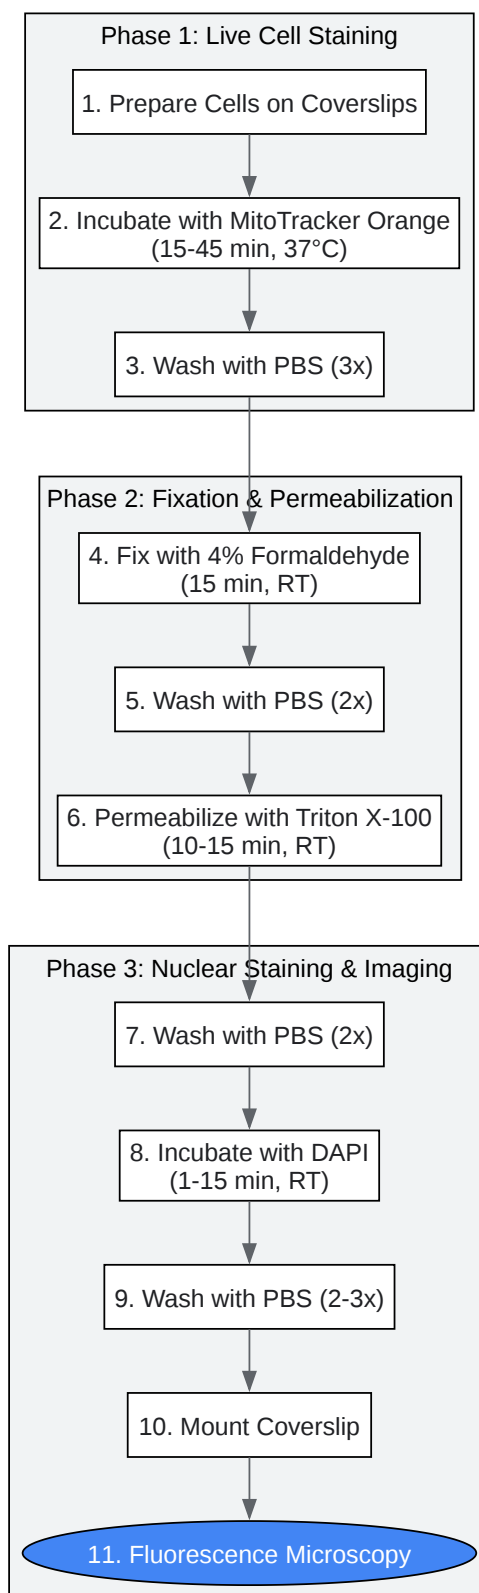 Phase 1: Live Cell Staining
1. Prepare Cells on Coverslips
2. Incubate with MitoTracker Orange
(15-45 min, 37°C)
3. Wash with PBS (3x)
Phase 2: Fixation & Permeabilization
4. Fix with 4% Formaldehyde
(15 min, RT)
5. Wash with PBS (2x)
6. Permeabilize with Triton X-100
(10-15 min, RT)
Phase 3: Nuclear Staining & Imaging
7. Wash with PBS (2x)
8. Incubate with DAPI
(1-15 min, RT)
9. Wash with PBS (2-3x)
10. Mount Coverslip
11. Fluorescence Microscopy